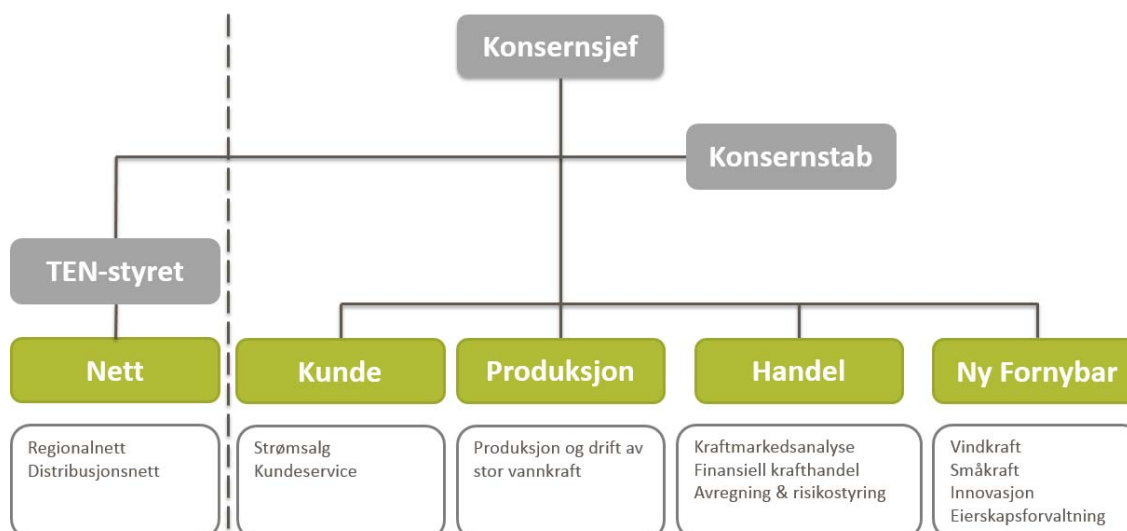 Konsernsjef
Konsernstab
TEN-styret
Nett
Kunde
Produksjon
Handel
Ny Fornybar
Regionalnett
Distribusjonsnett
Strømsalg
Kundeservice
Produksjon og drift av
stor vannkraft
Kraftmarkedsanalyse
Finansiell krafthandel
Avregning & risikostyring
Vindkraft
Småkraft
Innovasjon
Eierskapsforvaltning